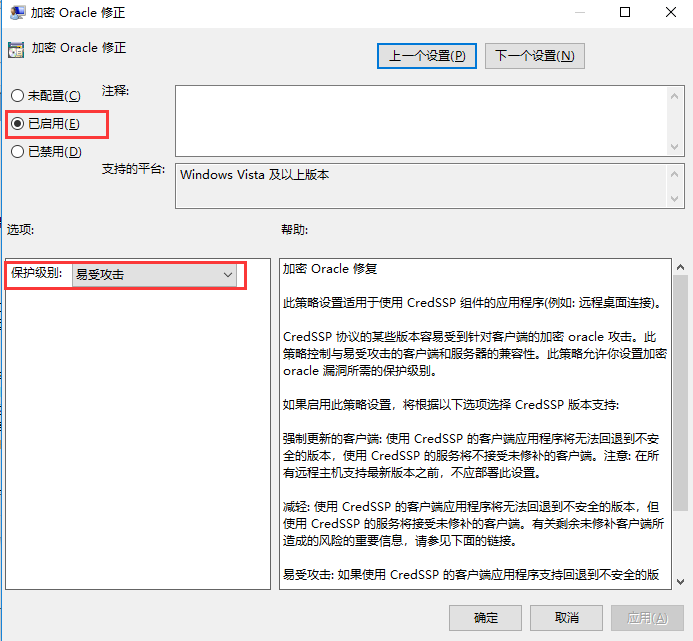 加密 Oracle 修正
加密 Oracle 修正
上一个设置(P)
下一个设置(N)
未配置(C)
注释:
已启用(E)
已禁用(D)
支持的平台:
Windows Vista 及以上版本
选项:
帮助:
保护级别:
易受攻击
加密 Oracle 修复
此策略设置适用于使用 CredSSP 组件的应用程序(例如: 远程桌面连接)。
CredSSP 协议的某些版本容易受到针对客户端的加密 oracle 攻击。此
策略控制与易受攻击的客户端和服务器的兼容性。此策略允许你设置加密
oracle 漏洞所需的保护级别。
如果启用此策略设置，将根据以下选项选择 CredSSP 版本支持:
强制更新的客户端: 使用 CredSSP 的客户端应用程序将无法回退到不安
全的版本，使用 CredSSP 的服务将不接受未修补的客户端。注意: 在所
有远程主机支持最新版本之前，不应部署此设置。
减轻: 使用 CredSSP 的客户端应用程序将无法回退到不安全的版本，但
使用 CredSSP 的服务将接受未修补的客户端。有关剩余未修补客户端所
造成的风险的重要信息，请参见下面的链接。
易受攻击: 如果使用 CredSSP 的客户端应用程序支持回退到不安全的版
确定
取消
应用(A)